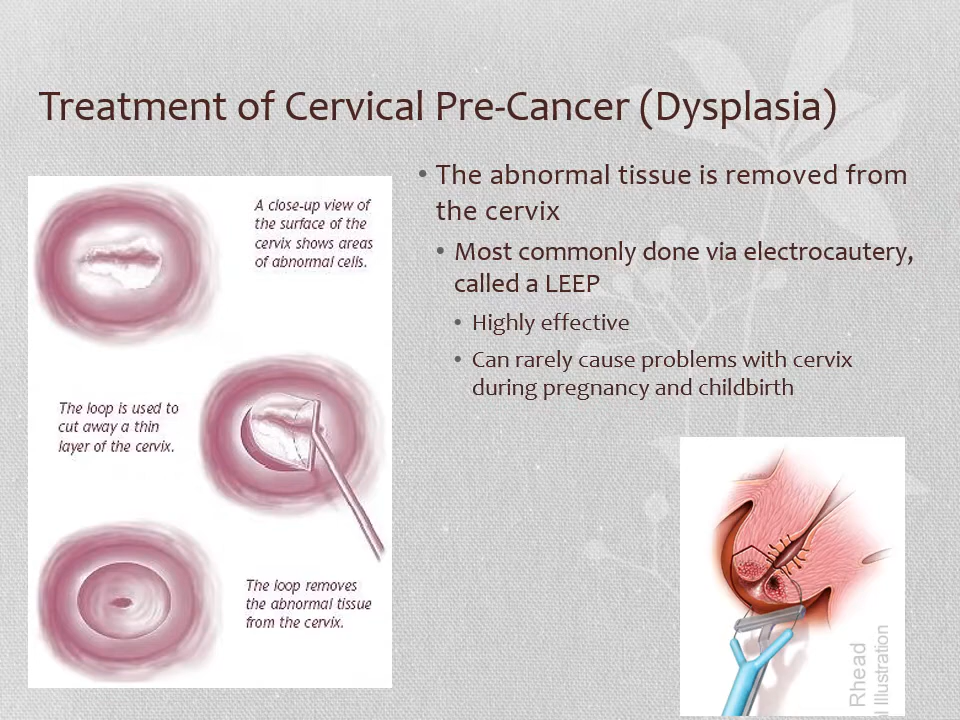 Treatment of Cervical Pre-Cancer (Dysplasia)
A close-up view of
the surface of the
cervix shows areas
of abnormal cells.
The loop is used to
cut away a thin
layer of the cervix.
The loop removes
the abnormal tissue
from the cervix.
• The abnormal tissue is removed from
the cervix
• Most commonly done via electrocautery,
called a LEEP
• Highly effective
• Can rarely cause problems with cervix
during pregnancy and childbirth
Rhead
l Illustration